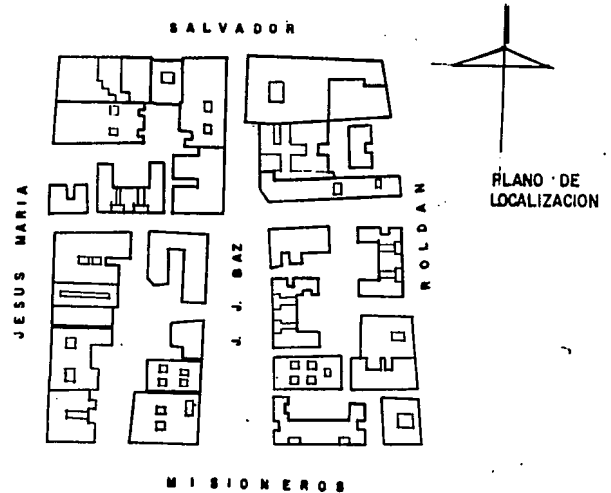 SALVADOR
PLANO DE
LOCALIZACION
JESUS MARIA
J. J. BAZ
ROLDAN
MISIONEROS